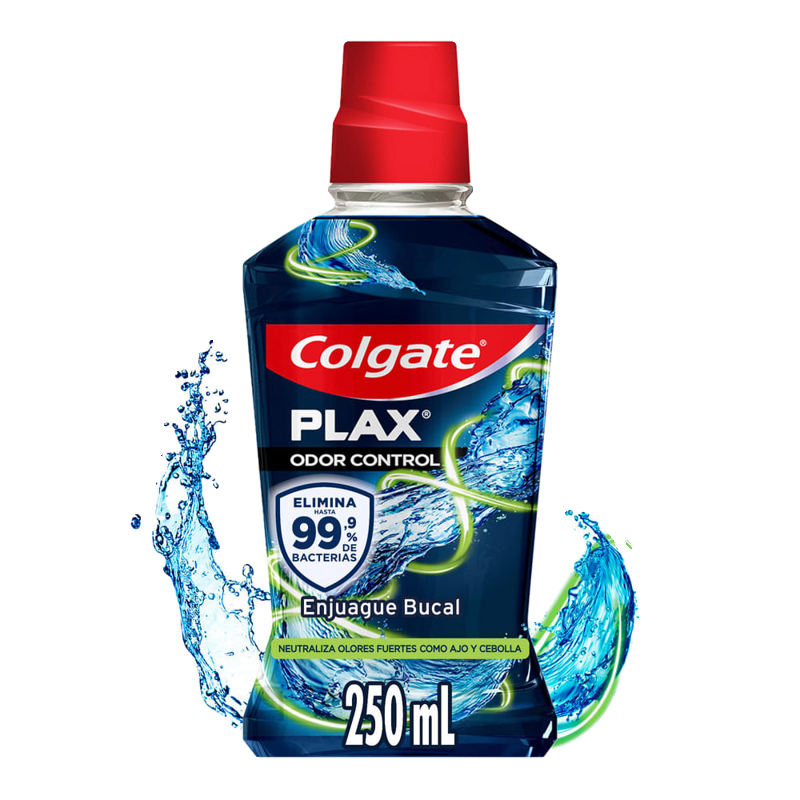 Colgate®
PLAX®
ODOR CONTROL
ELIMINA
HASTA
99,9
%
DE
BACTERIAS
Enjuague Bucal
NEUTRALIZA OLORES FUERTES COMO AJO Y CEBOLLA
250 mL